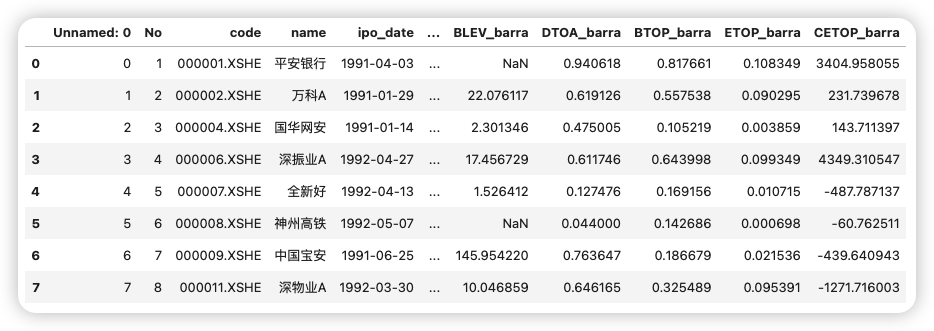 Unnamed: 0 No code name ipo_date ... BLEV_barra DTOA_barra BTOP_barra ETOP_barra CETOP_barra
0 0 1 000001.XSHE 平安银行 1991-04-03 ... NaN 0.940618 0.817661 0.108349 3404.958055
1 1 2 000002.XSHE 万科A 1991-01-29 ... 22.076117 0.619126 0.557538 0.090295 231.739678
2 2 3 000004.XSHE 国华网安 1991-01-14 ... 2.301346 0.475005 0.105219 0.003859 143.711397
3 3 4 000006.XSHE 深振业A 1992-04-27 ... 17.456729 0.611746 0.643998 0.099349 4349.310547
4 4 5 000007.XSHE 全新好 1992-04-13 ... 1.526412 0.127476 0.169156 0.010715 -487.787137
5 5 6 000008.XSHE 神州高铁 1992-05-07 ... NaN 0.044000 0.142686 0.000698 -60.762511
6 6 7 000009.XSHE 中国宝安 1991-06-25 ... 145.954220 0.763647 0.186679 0.021536 -439.640943
7 7 8 000011.XSHE 深物业A 1992-03-30 ... 10.046859 0.646165 0.325489 0.095391 -1271.716003